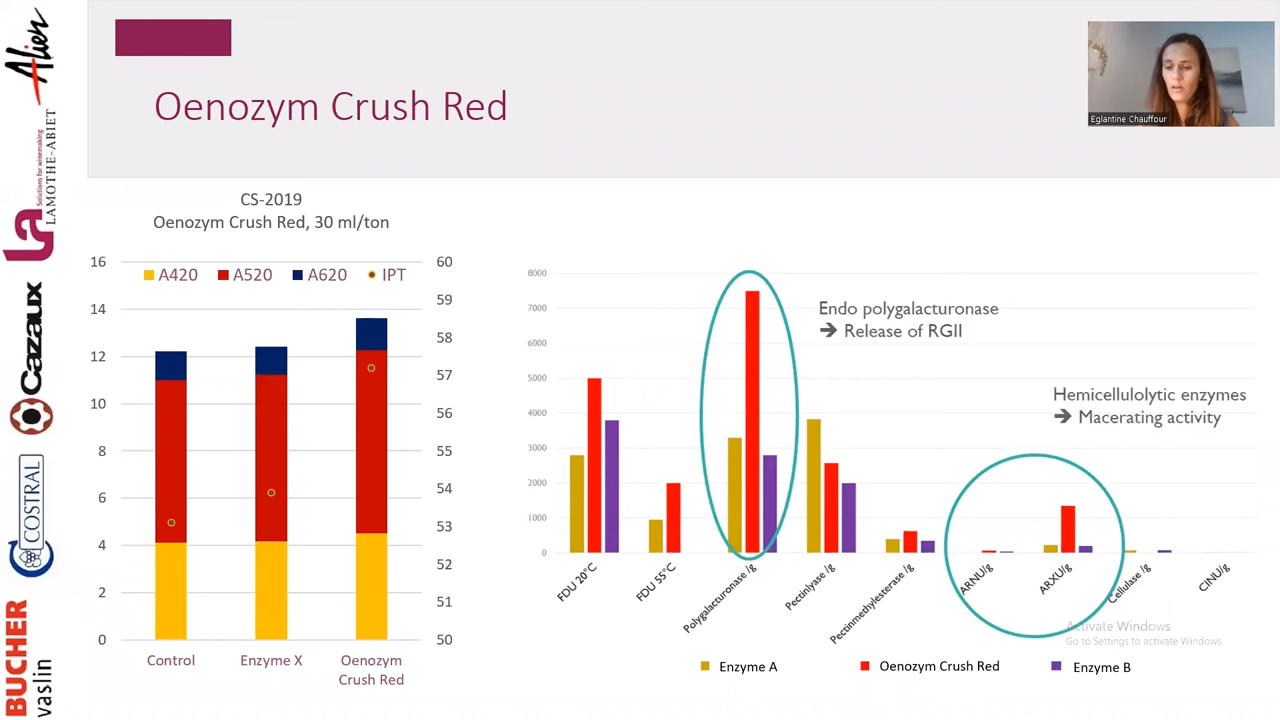 Alien
Solutions for winemaking
La
LAMOTHE-ABIET
Cazaux
COSTRAL
BUCHER
vaslin
Oenozym Crush Red
Eglantine Chauffour
CS-2019
Oenozym Crush Red, 30 ml/ton
A420 A520 A620 IPT
16
14
12
10
8
6
4
2
0
60
59
58
57
56
55
54
53
52
51
50
Control
Enzyme X
Oenozym
Crush Red
8000
7000
6000
5000
4000
3000
2000
1000
0
Endo polygalacturonase
➔ Release of RGII
Hemicellulolytic enzymes
➔ Macerating activity
FDU 20°C
FDU 55°C
Polygalacturonase /g
Pectinlyase /g
Pectinmethylesterase /g
ARNU/g
ARXU/g
Cellulase /g
CINU/g
Enzyme A
Oenozym Crush Red
Enzyme B
Activate Windows
Go to Settings to activate Windows.